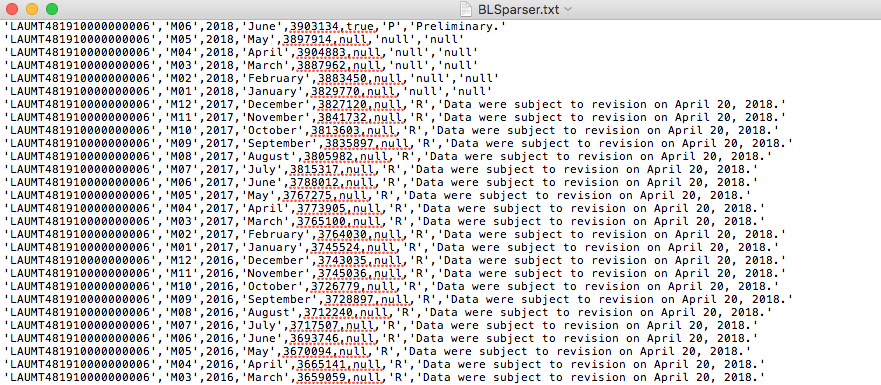 BLSparser.txt
'LAUMT481910000000006','M06',2018,'June',3903134,true,'P','Preliminary.'
'LAUMT481910000000006','M05',2018,'May',3897914,null,'null','null'
'LAUMT481910000000006','M04',2018,'April',3904883,null,'null','null'
'LAUMT481910000000006','M03',2018,'March',3887962,null,'null','null'
'LAUMT481910000000006','M02',2018,'February',3883450,null,'null','null'
'LAUMT481910000000006','M01',2018,'January',3829770,null,'null','null'
'LAUMT481910000000006','M12',2017,'December',3827120,null,'R','Data were subject to revision on April 20, 2018.'
'LAUMT481910000000006','M11',2017,'November',3841732,null,'R','Data were subject to revision on April 20, 2018.'
'LAUMT481910000000006','M10',2017,'October',3813603,null,'R','Data were subject to revision on April 20, 2018.'
'LAUMT481910000000006','M09',2017,'September',3835897,null,'R','Data were subject to revision on April 20, 2018.'
'LAUMT481910000000006','M08',2017,'August',3805982,null,'R','Data were subject to revision on April 20, 2018.'
'LAUMT481910000000006','M07',2017,'July',3815317,null,'R','Data were subject to revision on April 20, 2018.'
'LAUMT481910000000006','M06',2017,'June',3788012,null,'R','Data were subject to revision on April 20, 2018.'
'LAUMT481910000000006','M05',2017,'May',3767275,null,'R','Data were subject to revision on April 20, 2018.'
'LAUMT481910000000006','M04',2017,'April',3773905,null,'R','Data were subject to revision on April 20, 2018.'
'LAUMT481910000000006','M03',2017,'March',3765100,null,'R','Data were subject to revision on April 20, 2018.'
'LAUMT481910000000006','M02',2017,'February',3764030,null,'R','Data were subject to revision on April 20, 2018.'
'LAUMT481910000000006','M01',2017,'January',3745524,null,'R','Data were subject to revision on April 20, 2018.'
'LAUMT481910000000006','M12',2016,'December',3743035,null,'R','Data were subject to revision on April 20, 2018.'
'LAUMT481910000000006','M11',2016,'November',3745036,null,'R','Data were subject to revision on April 20, 2018.'
'LAUMT481910000000006','M10',2016,'October',3726779,null,'R','Data were subject to revision on April 20, 2018.'
'LAUMT481910000000006','M09',2016,'September',3728897,null,'R','Data were subject to revision on April 20, 2018.'
'LAUMT481910000000006','M08',2016,'August',3712240,null,'R','Data were subject to revision on April 20, 2018.'
'LAUMT481910000000006','M07',2016,'July',3717507,null,'R','Data were subject to revision on April 20, 2018.'
'LAUMT481910000000006','M06',2016,'June',3693746,null,'R','Data were subject to revision on April 20, 2018.'
'LAUMT481910000000006','M05',2016,'May',3670094,null,'R','Data were subject to revision on April 20, 2018.'
'LAUMT481910000000006','M04',2016,'April',3665141,null,'R','Data were subject to revision on April 20, 2018.'
'LAUMT481910000000006','M03',2016,'March',3659059,null,'R','Data were subject to revision on April 20, 2018.'